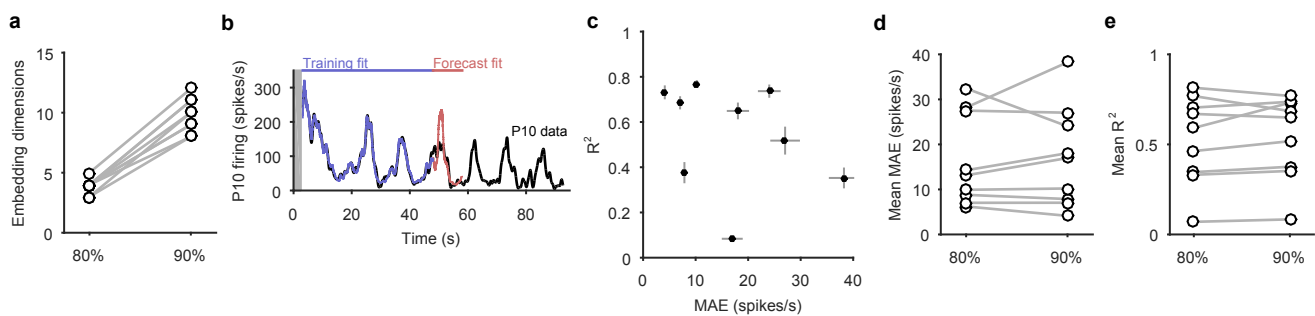 a
Embedding dimensions
15
10
5
0
80%
90%
b
P10 firing (spikes/s)
300
200
100
0
Training fit
Forecast fit
P10 data
0
20
40
60
80
Time (s)
c
R²
1
0.8
0.6
0.4
0.2
0
0
10
20
30
40
MAE (spikes/s)
d
Mean MAE (spikes/s)
40
30
20
10
0
80%
90%
e
Mean R²
1
0.5
0
80%
90%